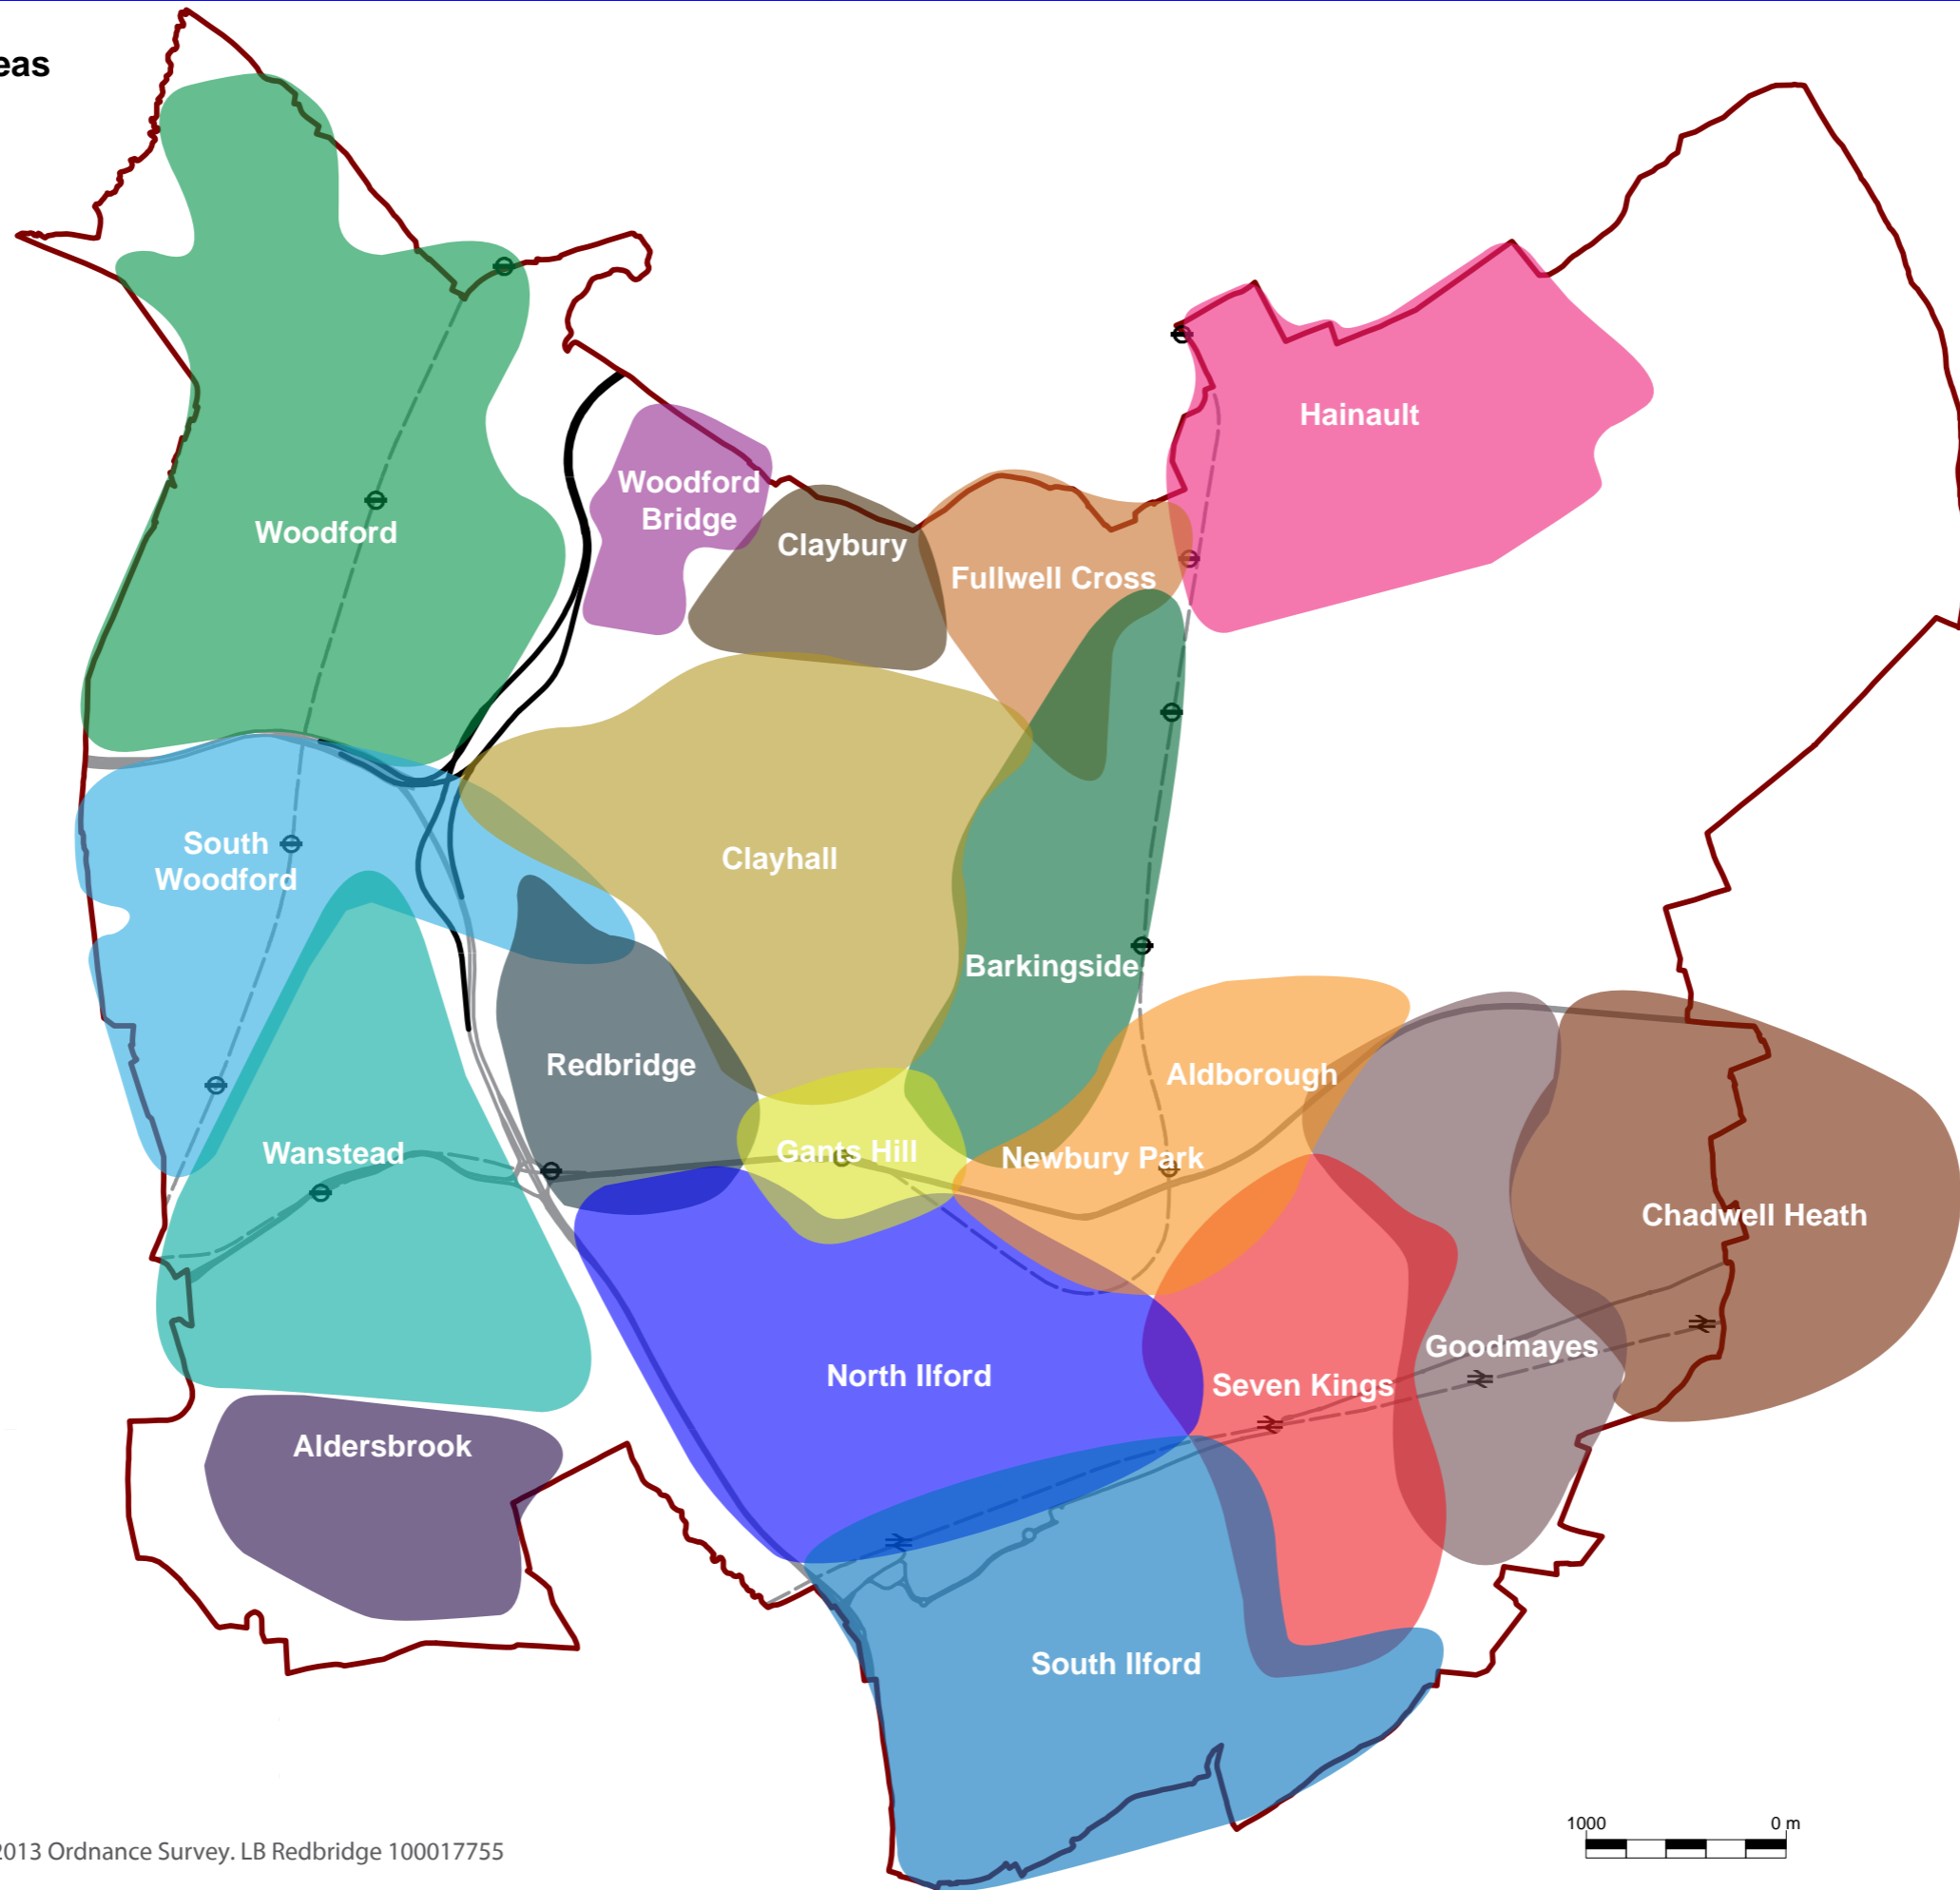 eas
Hainault
Woodford
Bridge
Woodford
Claybury
Fullwell Cross
South
Woodford
Clayhall
Barkingside
Redbridge
Aldborough
Wanstead
Gants Hill
Newbury Park
Chadwell Heath
Goodmayes
North Ilford
Seven Kings
Aldersbrook
South Ilford
1000 0 m
2013 Ordnance Survey. LB Redbridge 100017755